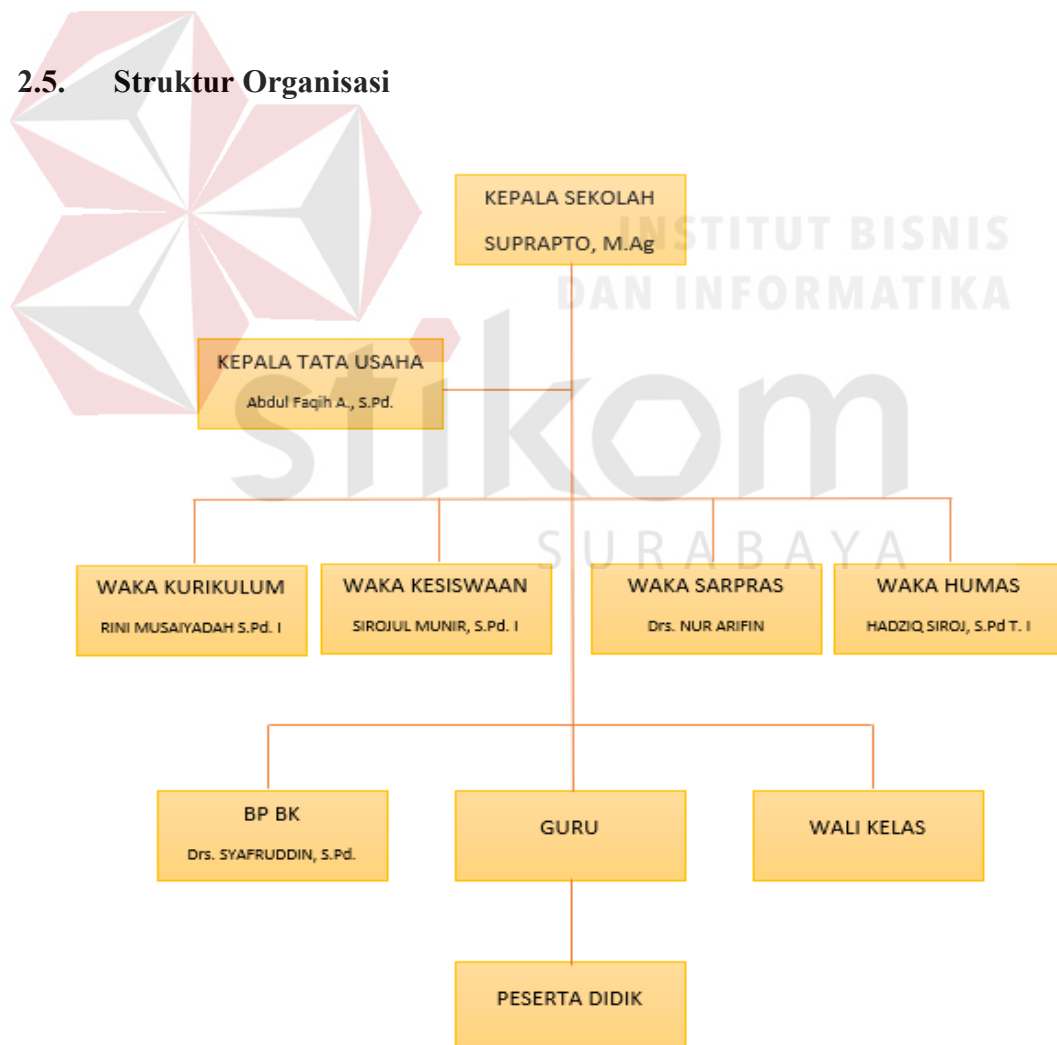 2.5. Struktur Organisasi
KEPALA SEKOLAH
SUPRAPTO, M.Ag
INSTITUT BISNIS
DAN INFORMATIKA
KEPALA TATA USAHA
Abdul Faqih A., S.Pd.
stikom
SURABAYA
WAKA KURIKULUM
RINI MUSAIYADAH S.Pd. I
WAKA KESISWAAN
SIROJUL MUNIR, S.Pd. I
WAKA SARPRAS
Drs. NUR ARIFIN
WAKA HUMAS
HADZIQ SIROJ, S.Pd T. I
BP BK
Drs. SYAFRUDDIN, S.Pd.
GURU
WALI KELAS
PESERTA DIDIK